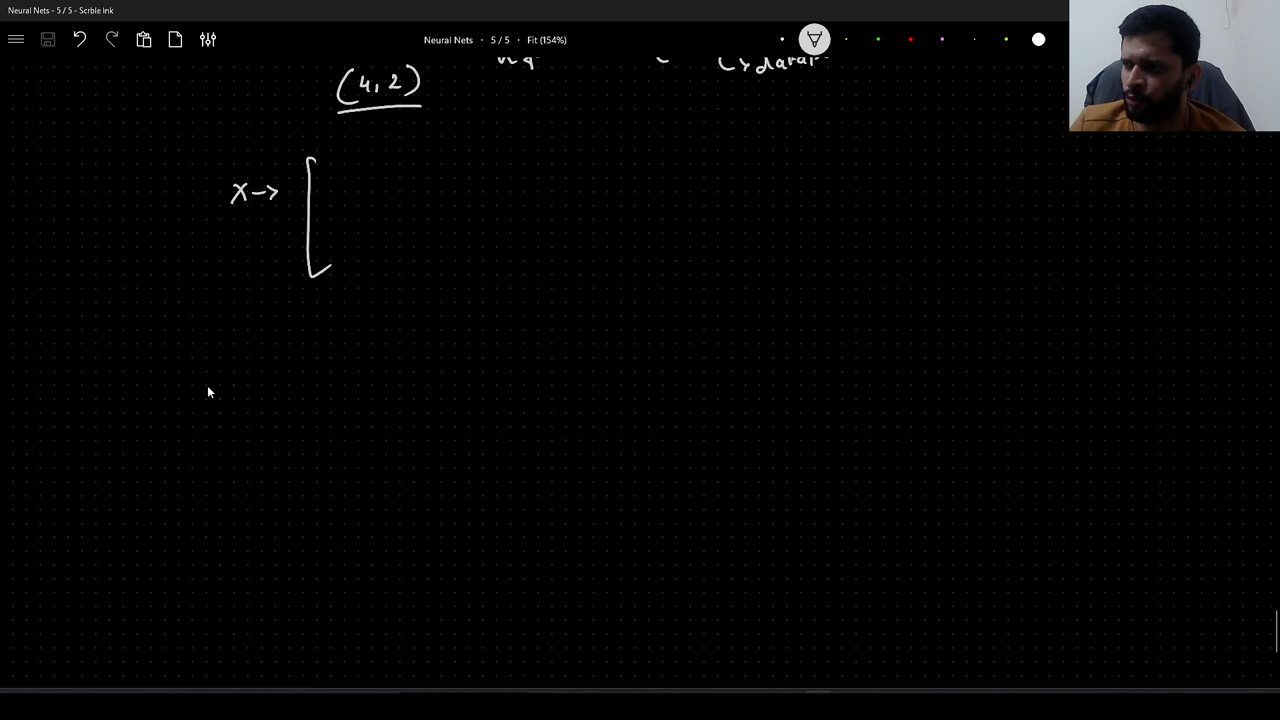 Neural Nets - 5 / 5 - Scrble Ink
Neural Nets • 5 / 5 • Fit (154%)
(4, 2)
X →